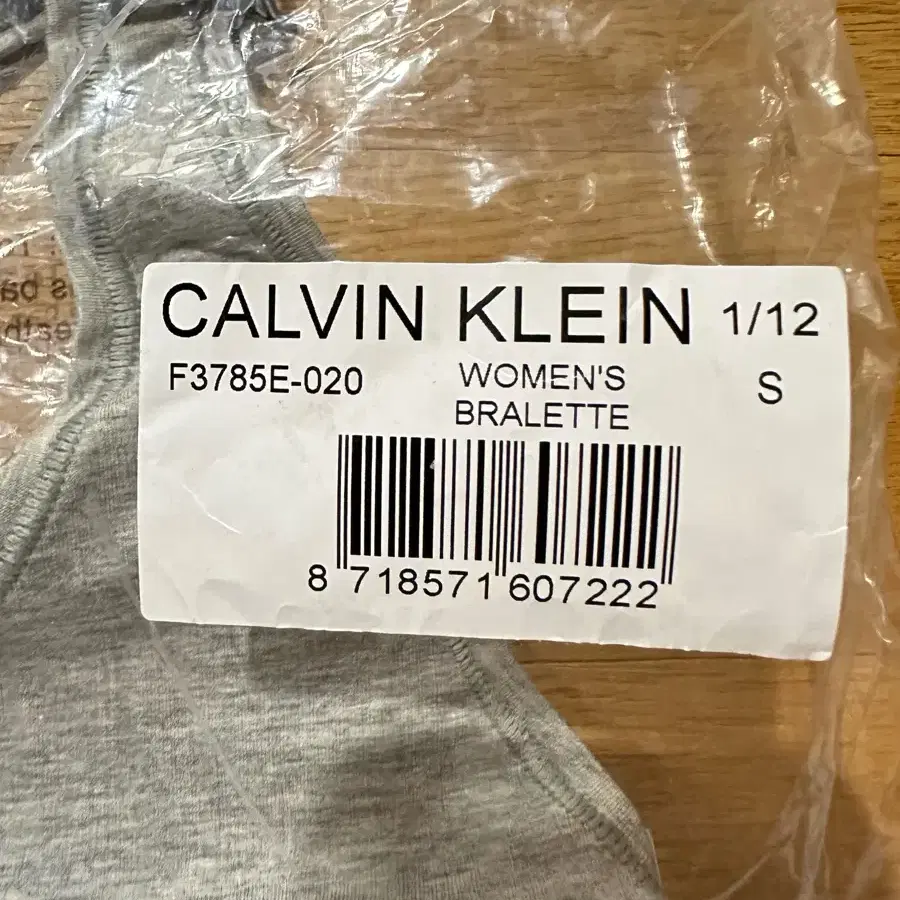 CALVIN KLEIN 1/12
F3785E-020 WOMEN'S S
BRALETTE
8 718571 607222